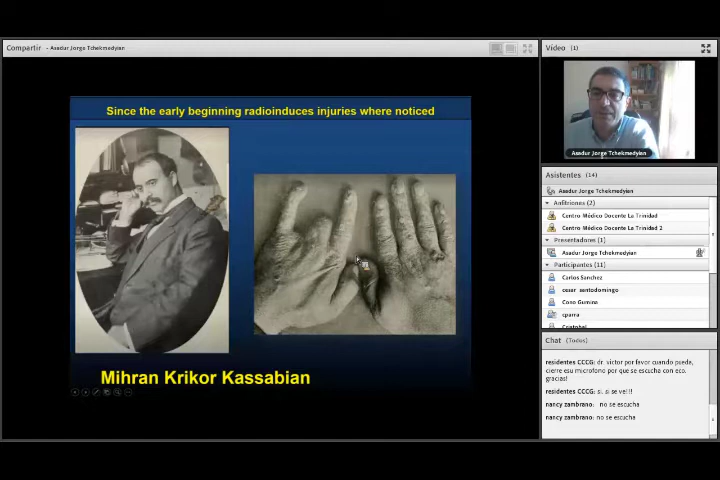 Compartir - Asadur Jorge Tchekmedyian
Since the early beginning radioinduces injuries where noticed
Mihran Krikor Kassabian
Video (1)
Asadur Jorge Tchekmedyian
Asistentes (14)
Asadur Jorge Tchekmedyian
Anfitriones (2)
Centro Médico Docente La Trinidad
Centro Médico Docente La Trinidad 2
Presentadores (1)
Asadur Jorge Tchekmedyian
Participantes (11)
Carlos Sanchez
cesar santodomingo
Cono Gumina
cparra
Cristobal
Chat (Todos)
residentes CCCG: dr. victor por favor cuando pueda,
cierre esu microfono por que se escucha con eco.
gracias!
residentes CCCG: si. si se ve!!!
nancy zambrano: no se escucha
nancy zambrano: no se escucha